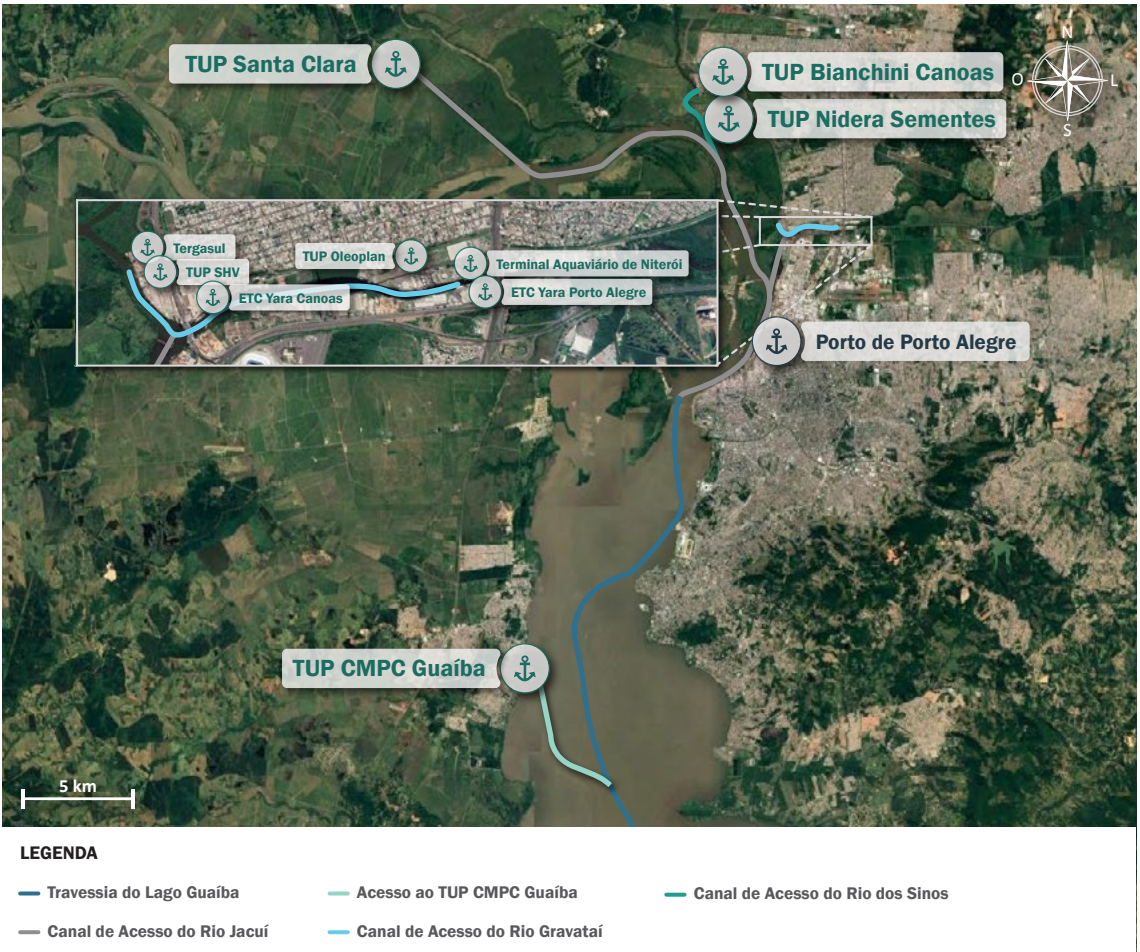 TUP Santa Clara
TUP Bianchini Canoas
TUP Nidera Sementes
N
O
L
S
Tergasul
TUP SHV
ETC Yara Canoas
TUP Oleoplan
Terminal Aquaviário de Niterói
ETC Yara Porto Alegre
Porto de Porto Alegre
TUP CMPC Guaíba
5 km
LEGENDA
Travessia do Lago Guaíba
Acesso ao TUP CMPC Guaíba
Canal de Acesso do Rio dos Sinos
Canal de Acesso do Rio Jacuí
Canal de Acesso do Rio Gravataí